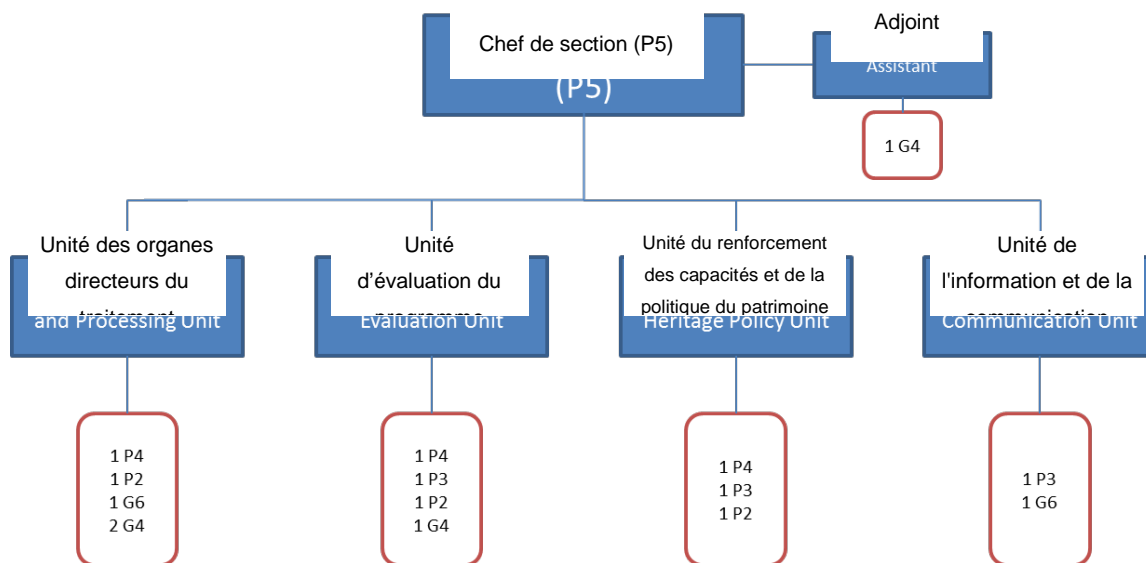 Chef de section (P5)
(P5)
Adjoint
Assistant
1 G4
Unité des organes
directeurs du
traitement
and Processing Unit
Unité
d'évaluation du
programme
Evaluation Unit
Unité du renforcement
des capacités et de la
politique du patrimoine
Heritage Policy Unit
Unité de
l'information et de la
communication
Communication Unit
1 P4
1 P2
1 G6
2 G4
1 P4
1 P3
1 P2
1 G4
1 P4
1 P3
1 P2
1 P3
1 G6